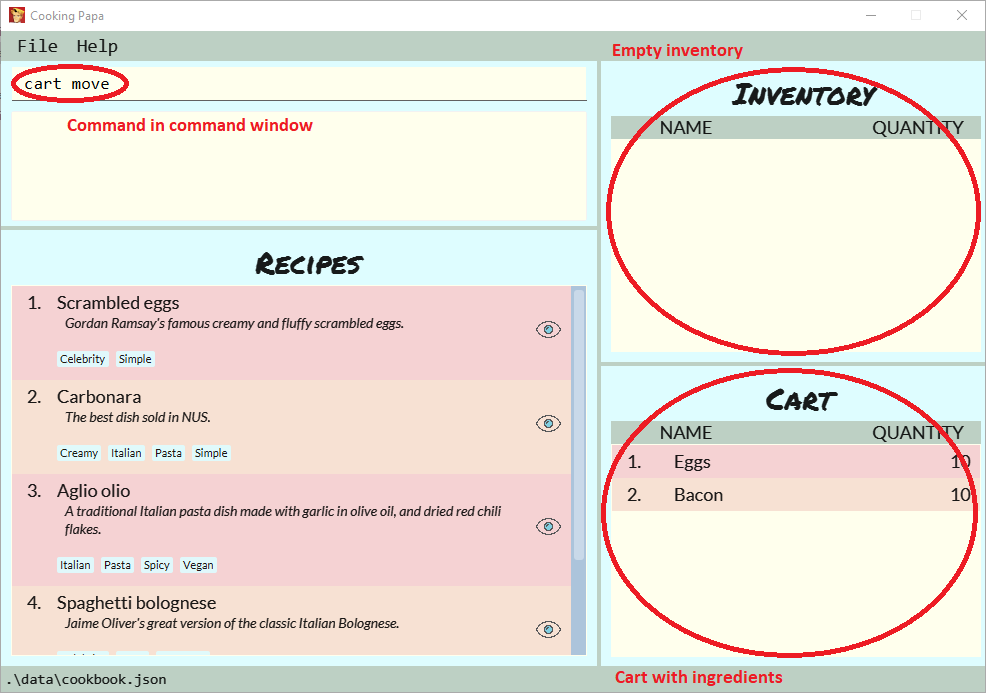 Cooking Papa
File Help
cart move
Command in command window
Recipes
1. Scrambled eggs
Gordan Ramsay's famous creamy and fluffy scrambled eggs.
Celebrity Simple
2. Carbonara
The best dish sold in NUS.
Creamy Italian Pasta Simple
3. Aglio olio
A traditional Italian pasta dish made with garlic in olive oil, and dried red chili
flakes.
Italian Pasta Spicy Vegan
4. Spaghetti bolognese
Jaime Oliver's great version of the classic Italian Bolognese.
Empty inventory
Inventory
NAME QUANTITY
Cart
NAME QUANTITY
1. Eggs 10
2. Bacon 10
Cart with ingredients
.\data\cookbook.json